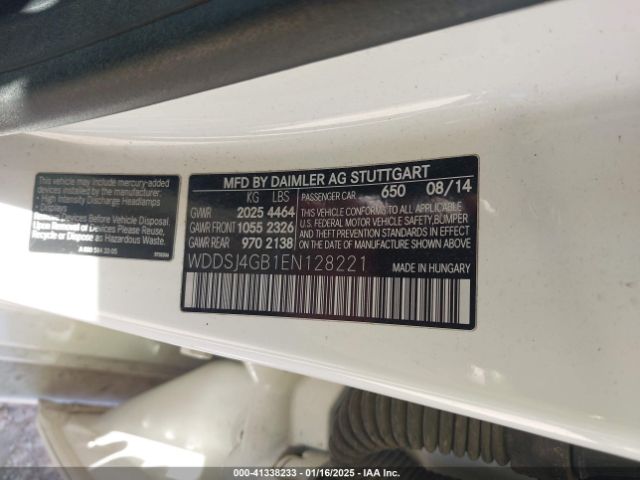 This vehicle may include mercury-added
devices installed by the manufacturer:
- High Intensity Discharge Headlamps
Remove Devices Before Vehicle Disposal.
Upon Removal of Devices Please Reuse,
Recycle or Dispose as Hazardous Waste.
MFD BY DAIMLER AG STUTTGART
KG LBS
PASSENGER CAR 650 08/14
GVWR 2025 4464
GAWR FRONT 1055 2326
GAWR REAR 970 2138
THIS VEHICLE CONFORMS TO ALL APPLICABLE
U.S. FEDERAL MOTOR VEHICLE SAFETY,BUMPER
AND THEFT PREVENTION STANDARDS IN EFFECT
ON THE DATE OF MANUFACTURE SHOWN ABOVE.
WDDSJ4GB1EN128221
MADE IN HUNGARY
000-41338233 - 01/16/2025 - IAA Inc.